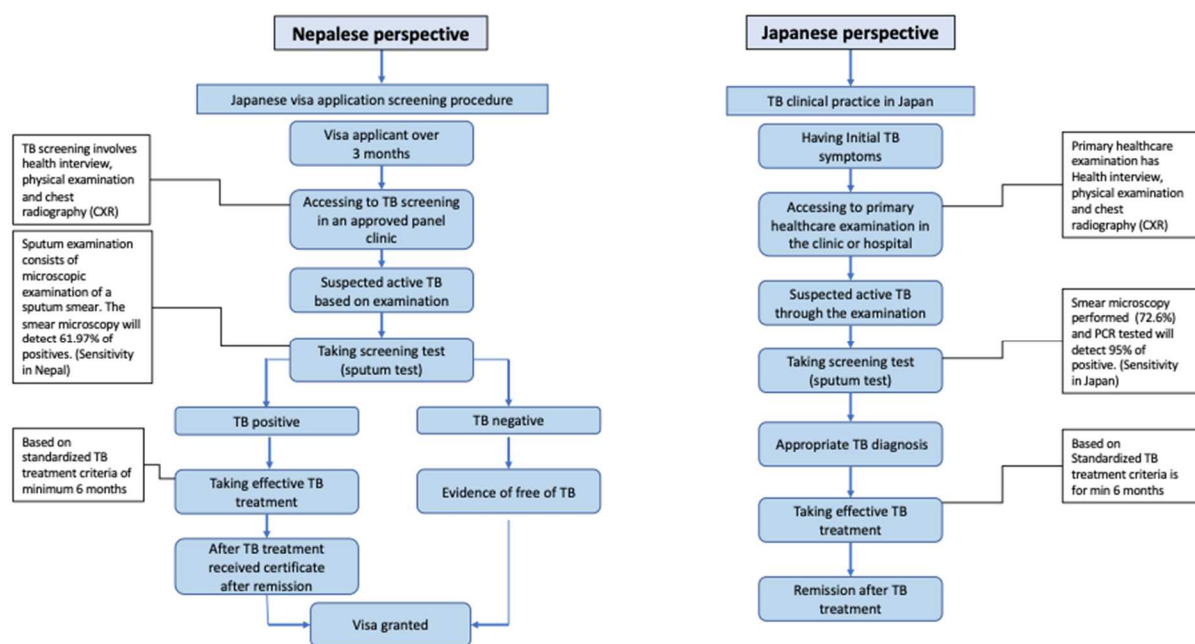 Nepalese perspective
Japanese visa application screening procedure
Visa applicant over
3 months
TB screening involves
health interview,
physical examination
and chest
radiography (CXR)
Accessing to TB screening
in an approved panel
clinic
Sputum examination
consists of
microscopic
examination of a
sputum smear. The
smear microscopy will
detect 61.97% of
positives. (Sensitivity
in Nepal)
Suspected active TB
based on examination
Taking screening test
(sputum test)
TB positive
TB negative
Based on
standardized TB
treatment criteria of
minimum 6 months
Taking effective TB
treatment
Evidence of free of TB
After TB treatment
received certificate
after remission
Visa granted
Japanese perspective
TB clinical practice in Japan
Having Initial TB
symptoms
Primary healthcare
examination has
Health interview,
physical examination
and chest
radiography (CXR)
Accessing to primary
healthcare examination in
the clinic or hospital
Suspected active TB
through the examination
Smear microscopy
performed (72.6%)
and PCR tested will
detect 95% of
positive. (Sensitivity
in Japan)
Taking screening test
(sputum test)
Appropriate TB diagnosis
Based on
Standardized TB
treatment criteria is
for min 6 months
Taking effective TB
treatment
Remission after TB
treatment